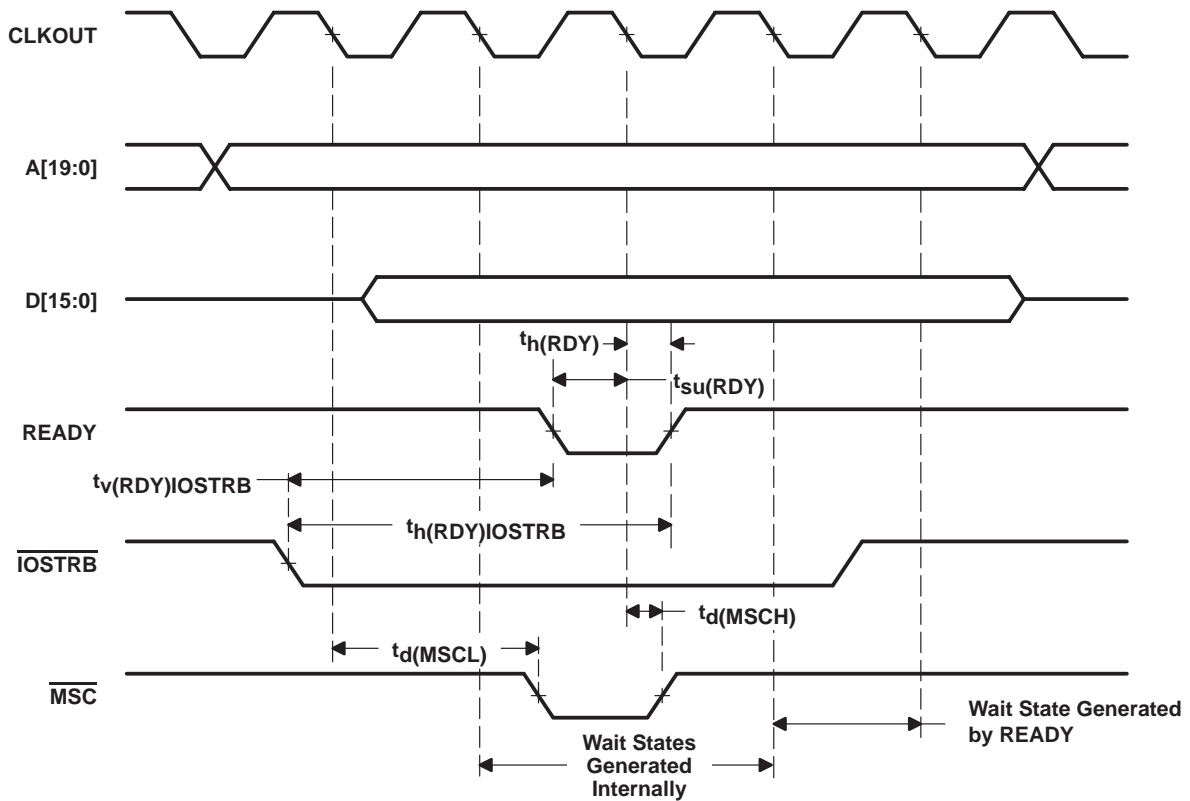 CLKOUT
A[19:0]
D[15:0]
th(RDY)
tsu(RDY)
READY
tv(RDY)IOSTRB
th(RDY)IOSTRB
IOSTRB
td(MSCH)
td(MSCL)
MSC
Wait State Generated
by READY
Wait States
Generated
Internally